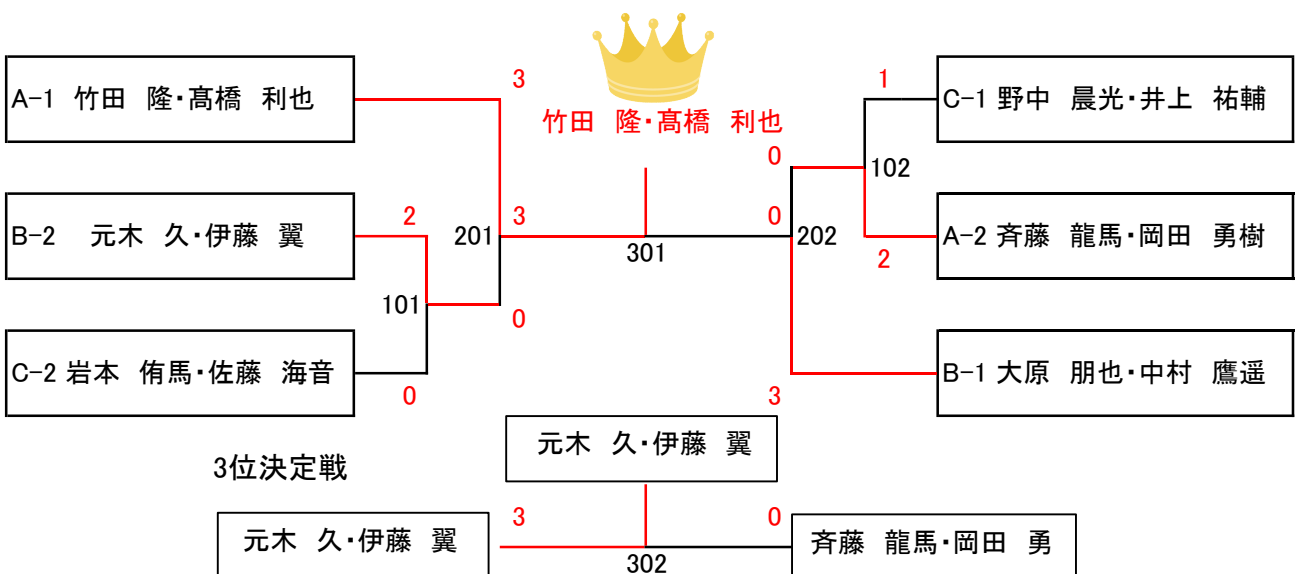 3
1
A-1 竹田　隆・髙橋　利也
C-1 野中　晨光・井上　祐輔
竹田　隆・髙橋　利也
0
102
B-2　元木　久・伊藤　翼
2
201
3
0
202
301
2
A-2 斉藤　龍馬・岡田　勇樹
101
0
C-2 岩本　侑馬・佐藤　海音
0
3
B-1 大原　朋也・中村　鷹遥
元木　久・伊藤　翼
3位決定戦
元木　久・伊藤　翼
3
0
302
斉藤　龍馬・岡田　勇